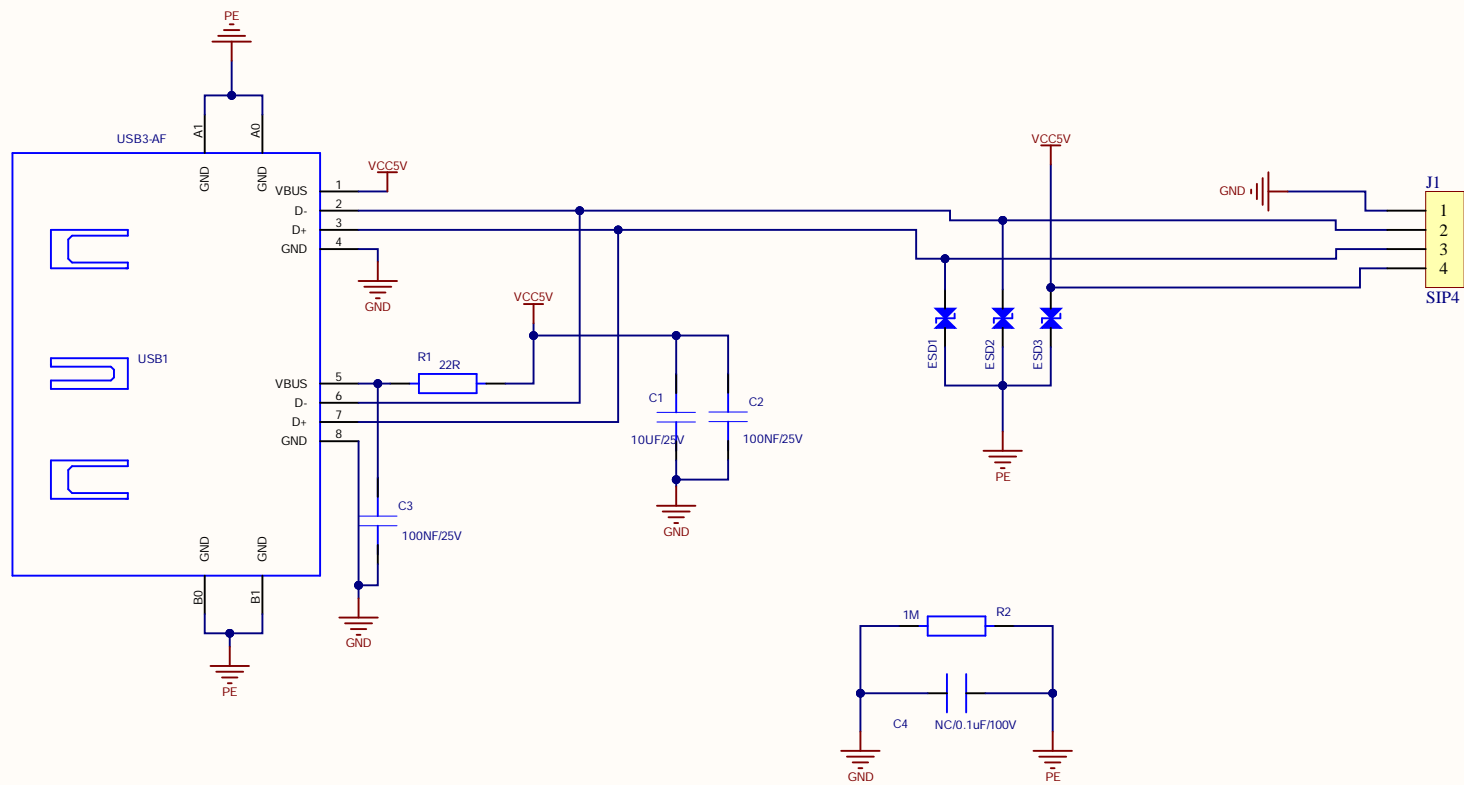 PE
A1
A0
USB3-AF
GND
GND
VCC5V
VBUS
1
D-
2
D+
3
GND
4
GND
VCC5V
GND
J1
1
2
3
4
SIP4
VCC5V
USB1
R1
22R
VBUS
5
D-
6
D+
7
GND
8
C1
10UF/25V
C2
100NF/25V
ESD1
ESD2
ESD3
PE
C3
100NF/25V
GND
GND
GND
B0
B1
GND
PE
1M
R2
C4
NC/0.1uF/100V
GND
PE